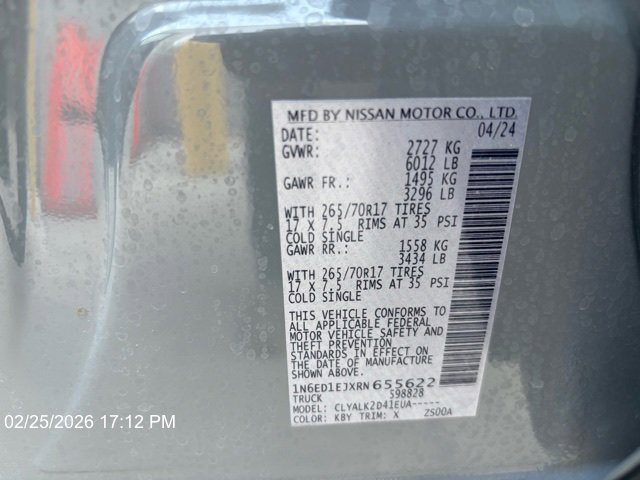 MFD BY NISSAN MOTOR CO., LTD.
DATE: 04/24
GVWR: 2727 KG
6012 LB
GAWR FR.: 1495 KG
3296 LB
WITH 265/70R17 TIRES
17 X 7.5 RIMS AT 35 PSI
COLD SINGLE
GAWR RR.: 1558 KG
3434 LB
WITH 265/70R17 TIRES
17 X 7.5 RIMS AT 35 PSI
COLD SINGLE
THIS VEHICLE CONFORMS TO
ALL APPLICABLE FEDERAL
MOTOR VEHICLE SAFETY AND
THEFT PREVENTION
STANDARDS IN EFFECT ON
THE DATE OF MANUFACTURE
SHOWN ABOVE.
1N6ED1EJXRN655622
TRUCK 598828
MODEL: CLYALK2D41EUA-----
COLOR: KBY TRIM: X ZS00A
02/25/2026 17:12 PM